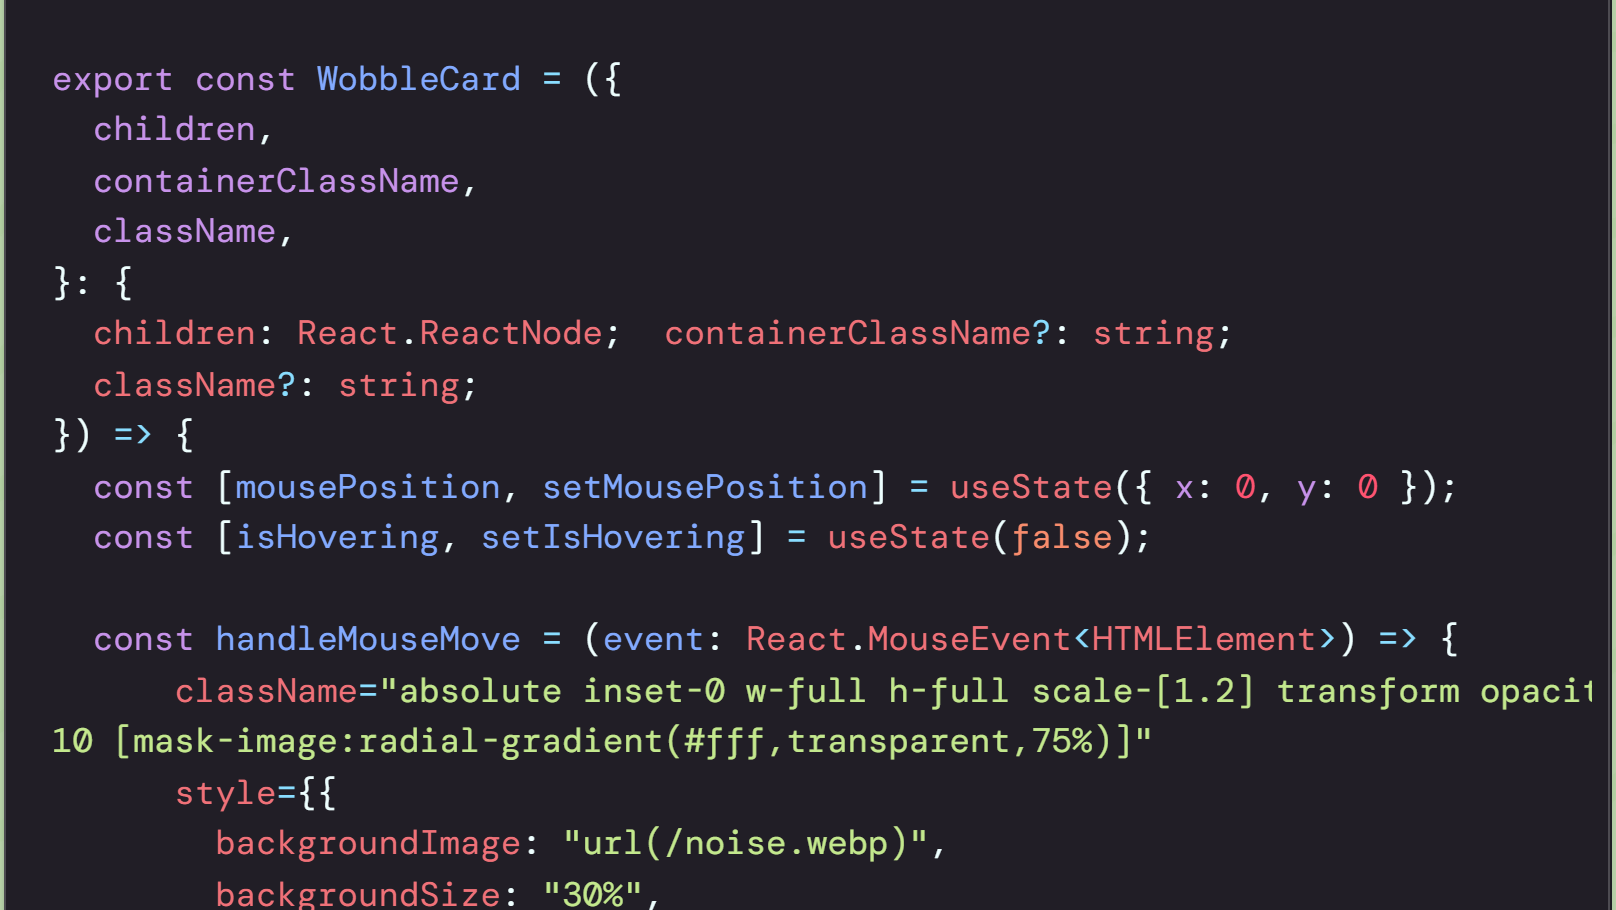 export const WobbleCard = ({
  children,
  containerClassName,
  className,
}: {
  children: React.ReactNode;  containerClassName?: string;
  className?: string;
}) => {
  const [mousePosition, setMousePosition] = useState({ x: 0, y: 0 });
  const [isHovering, setIsHovering] = useState(false);

  const handleMouseMove = (event: React.MouseEvent<HTMLElement>) => {
      className="absolute inset-0 w-full h-full scale-[1.2] transform opacit
10 [mask-image:radial-gradient(#fff,transparent,75%)]"
      style={{
        backgroundImage: "url(/noise.webp)",
        backgroundSize: "30%",